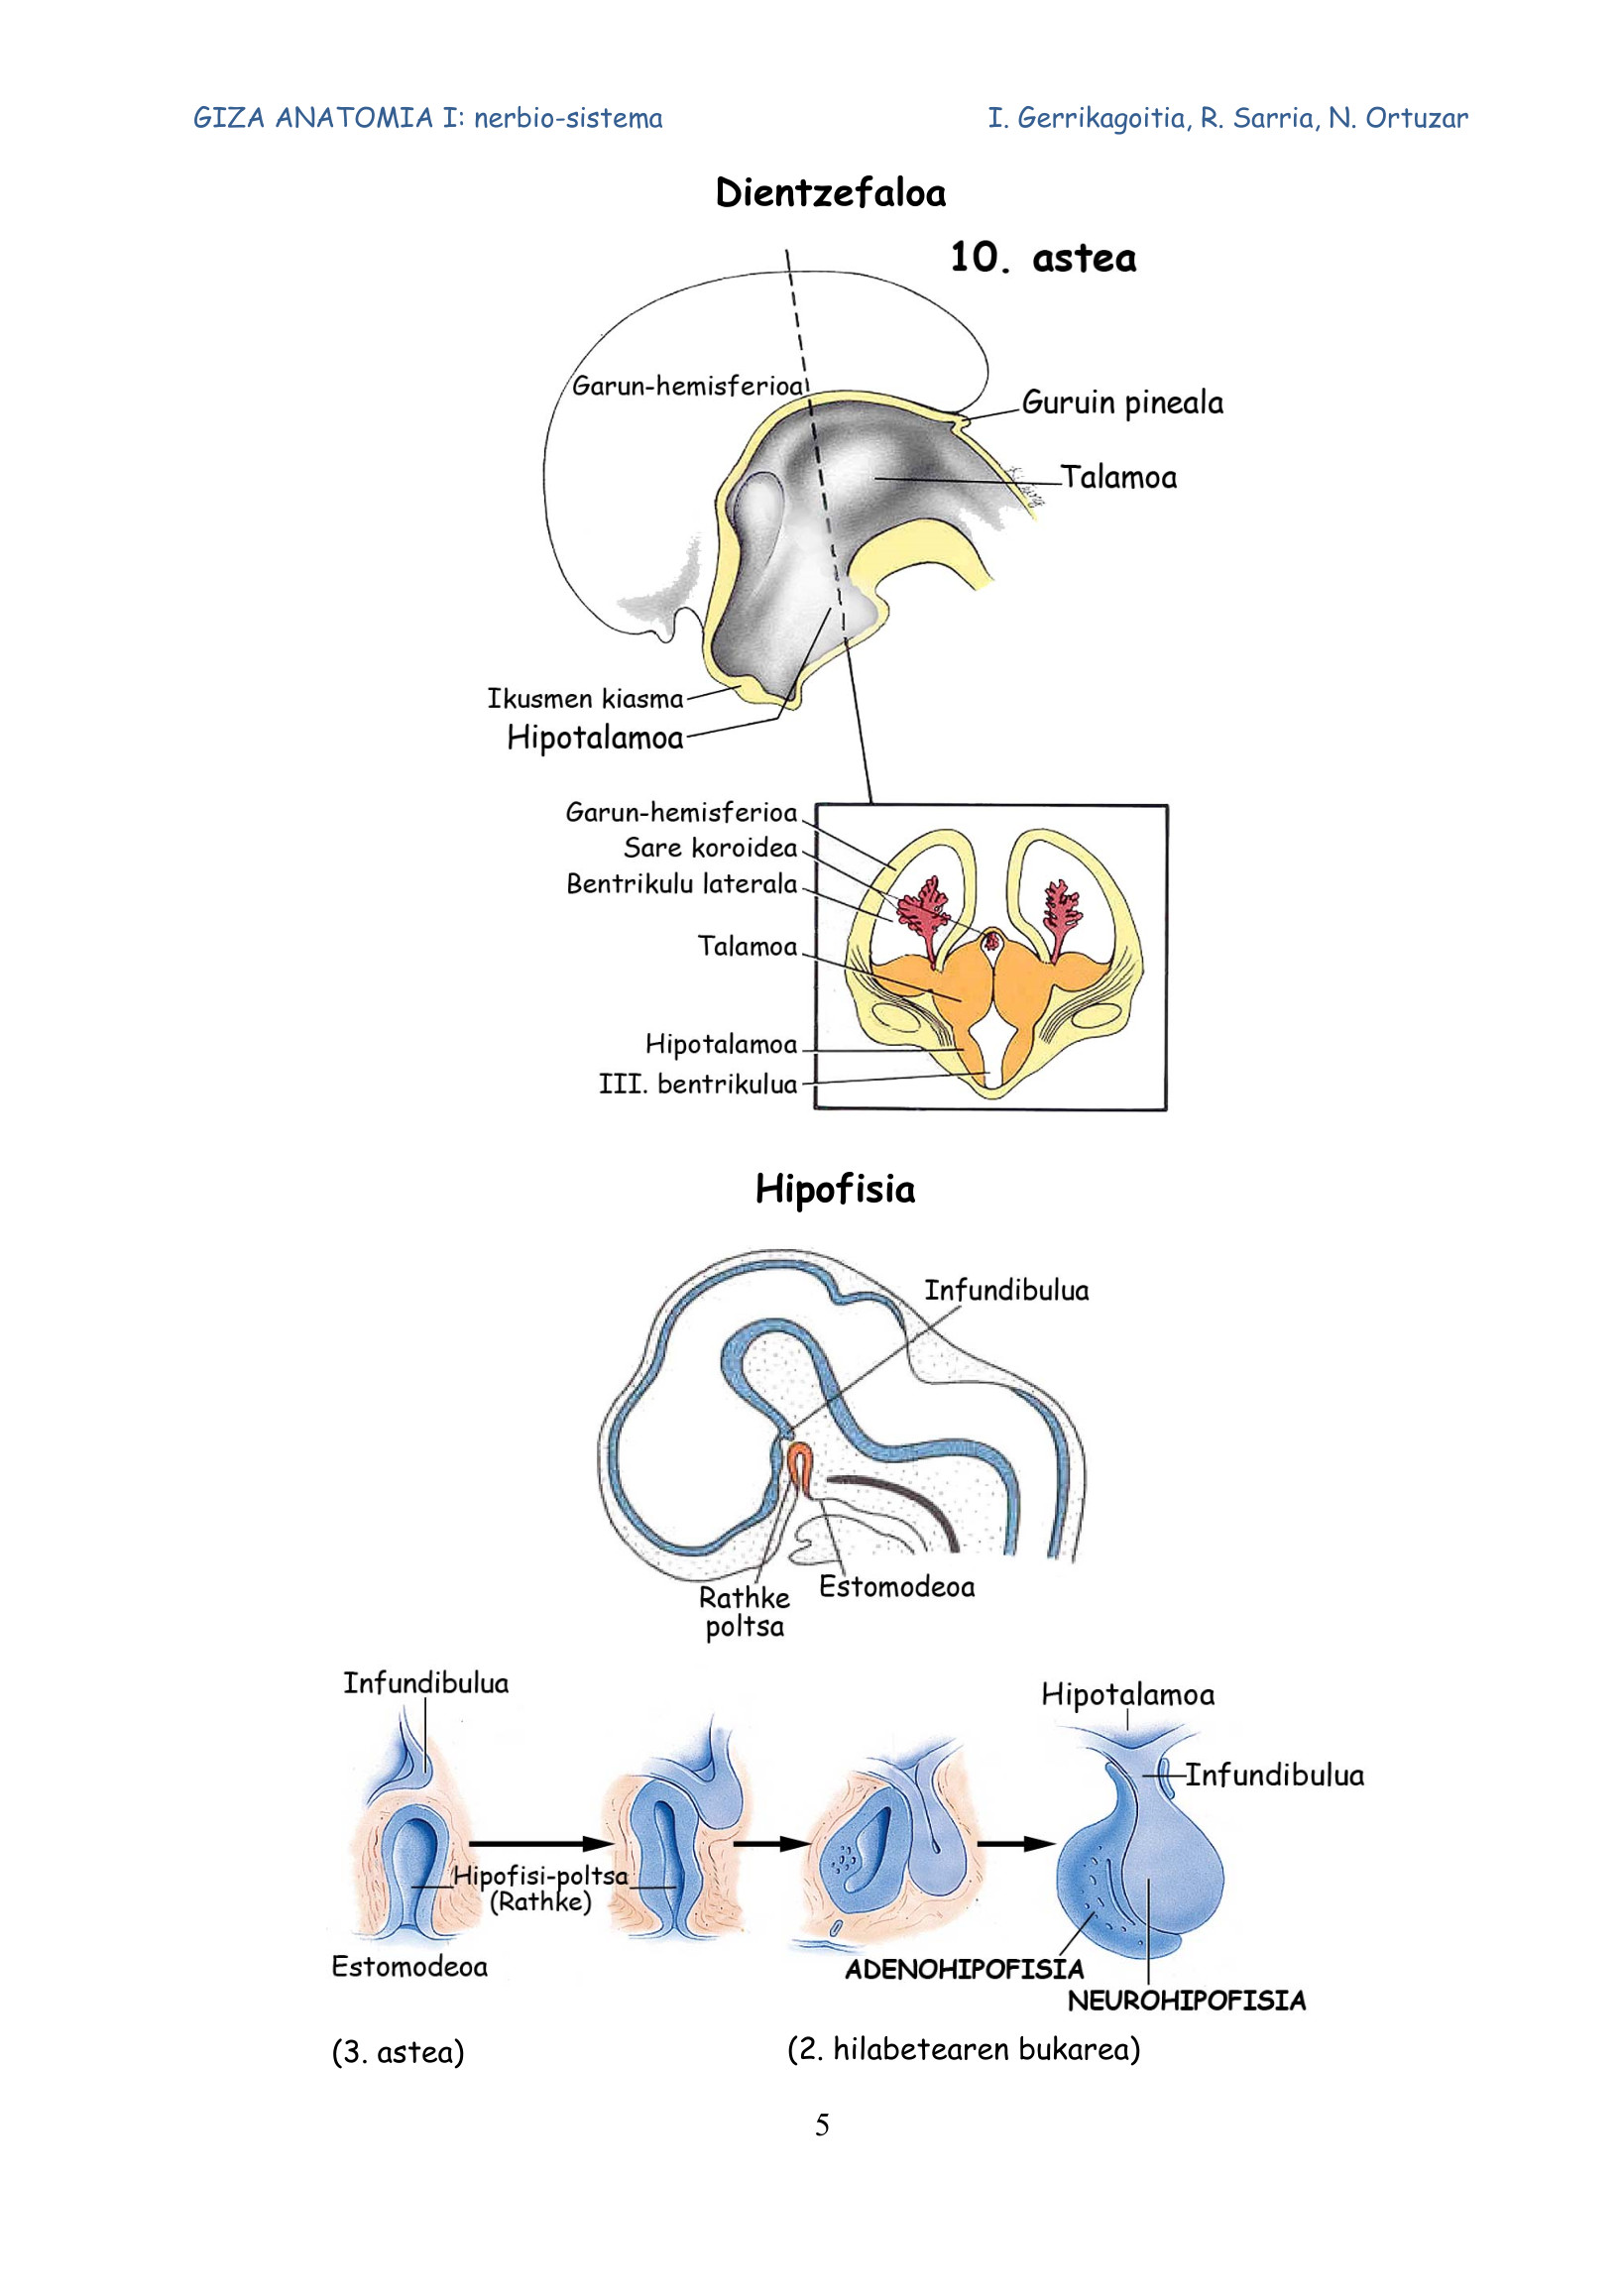 GIZA ANATOMIA I: nerbio-sistema
I. Gerrikagoitia, R. Sarria, N. Ortuzar
Dientzefaloa
10. astea
Garun-hemisferioa
Guruin pineala
Talamoa
Ikusmen kiasma
Hipotalamoa
Garun-hemisferioa
Sare koroidea
Bentrikulu laterala
Talamoa
Hipotalamoa
III. bentrikulua
Hipofisia
Infundibulua
Rathke
poltsa
Estomodeoa
Infundibulua
Hipotalamoa
Infundibulua
Hipofisi-poltsa
(Rathke)
Estomodeoa
ADENOHIPOFISIA
NEUROHIPOFISIA
(3. astea)
(2. hilabetearen bukarea)
5